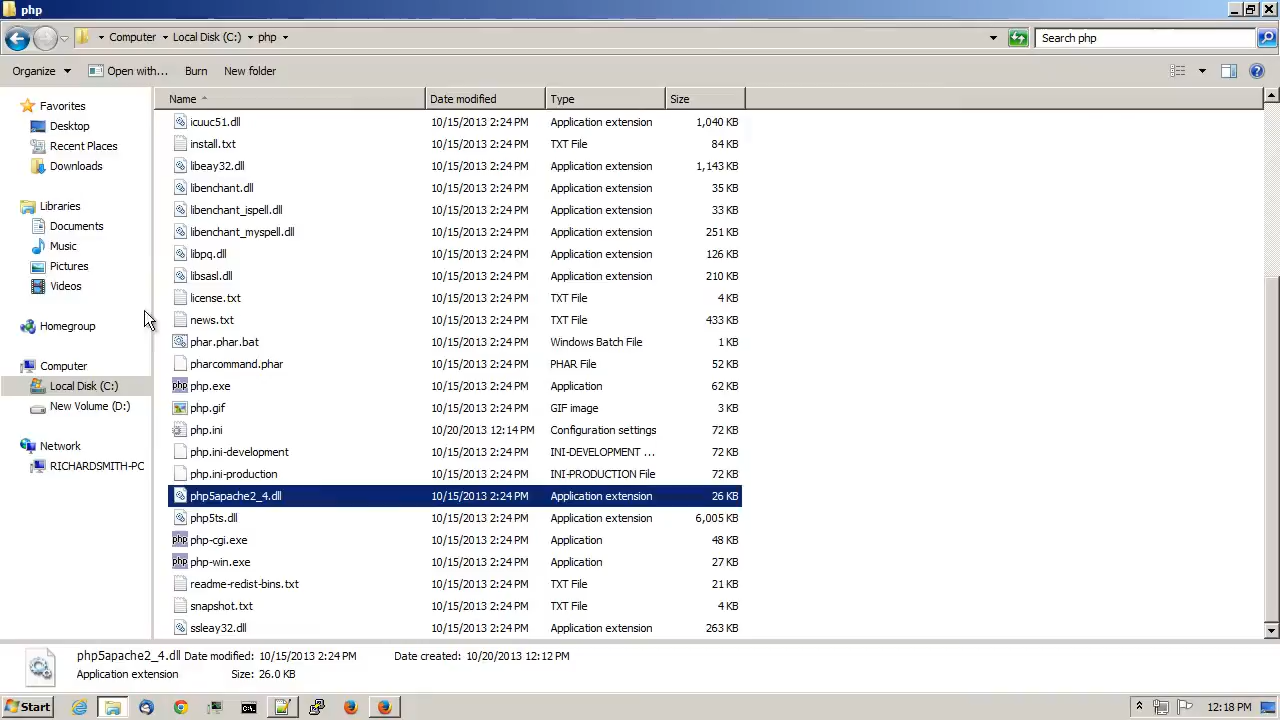 php
Computer Local Disk (C:) php Search php
Organize Open with... Burn New folder
Favorites
Desktop
Recent Places
Downloads
Libraries
Documents
Music
Pictures
Videos
Homegroup
Computer
Local Disk (C:)
New Volume (D:)
Network
RICHARDSMITH-PC
Name Date modified Type Size
icuuc51.dll 10/15/2013 2:24 PM Application extension 1,040 KB
install.txt 10/15/2013 2:24 PM TXT File 84 KB
libeay32.dll 10/15/2013 2:24 PM Application extension 1,143 KB
libenchant.dll 10/15/2013 2:24 PM Application extension 35 KB
libenchant_ispell.dll 10/15/2013 2:24 PM Application extension 33 KB
libenchant_myspell.dll 10/15/2013 2:24 PM Application extension 251 KB
libpq.dll 10/15/2013 2:24 PM Application extension 126 KB
libsasl.dll 10/15/2013 2:24 PM Application extension 210 KB
license.txt 10/15/2013 2:24 PM TXT File 4 KB
news.txt 10/15/2013 2:24 PM TXT File 433 KB
phar.phar.bat 10/15/2013 2:24 PM Windows Batch File 1 KB
pharcommand.phar 10/15/2013 2:24 PM PHAR File 52 KB
php php.exe 10/15/2013 2:24 PM Application 62 KB
php.gif 10/15/2013 2:24 PM GIF image 3 KB
php.ini 10/20/2013 12:14 PM Configuration settings 72 KB
php.ini-development 10/15/2013 2:24 PM INI-DEVELOPMENT ... 72 KB
php.ini-production 10/15/2013 2:24 PM INI-PRODUCTION File 72 KB
php5apache2_4.dll 10/15/2013 2:24 PM Application extension 26 KB
php5ts.dll 10/15/2013 2:24 PM Application extension 6,005 KB
php php-cgi.exe 10/15/2013 2:24 PM Application 48 KB
php php-win.exe 10/15/2013 2:24 PM Application 27 KB
readme-redist-bins.txt 10/15/2013 2:24 PM TXT File 21 KB
snapshot.txt 10/15/2013 2:24 PM TXT File 4 KB
ssleay32.dll 10/15/2013 2:24 PM Application extension 263 KB
php5apache2_4.dll Date modified: 10/15/2013 2:24 PM Date created: 10/20/2013 12:12 PM
Application extension Size: 26.0 KB
Start 12:18 PM